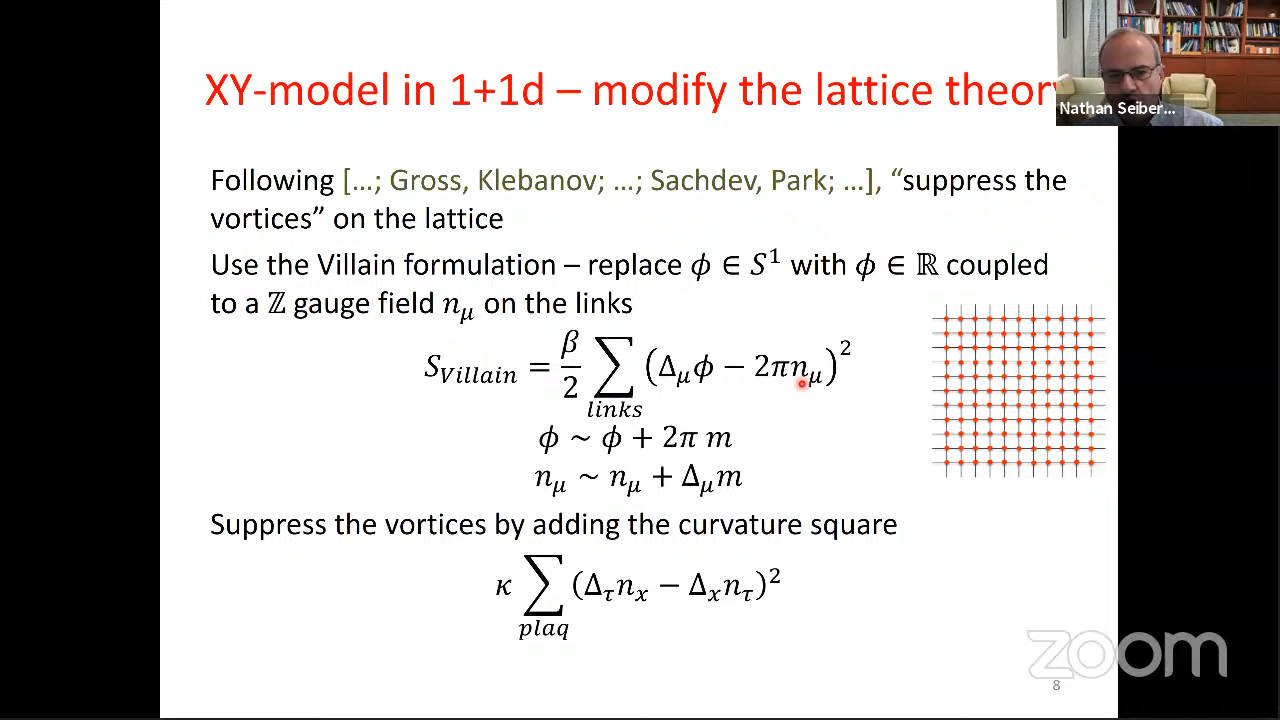 XY-model in 1+1d – modify the lattice theory
Nathan Seiber...
Following […; Gross, Klebanov; …; Sachdev, Park; …], “suppress the
vortices” on the lattice
Use the Villain formulation – replace ϕ ∈ S¹ with ϕ ∈ ℝ coupled
to a ℤ gauge field n_μ on the links
S_Villain = β/2 ∑_links (Δ_μϕ − 2πn_μ)²
ϕ ~ ϕ + 2π m
n_μ ~ n_μ + Δ_μm
Suppress the vortices by adding the curvature square
κ ∑_plaq (Δ_τn_x − Δ_xn_τ)²
zoom
8